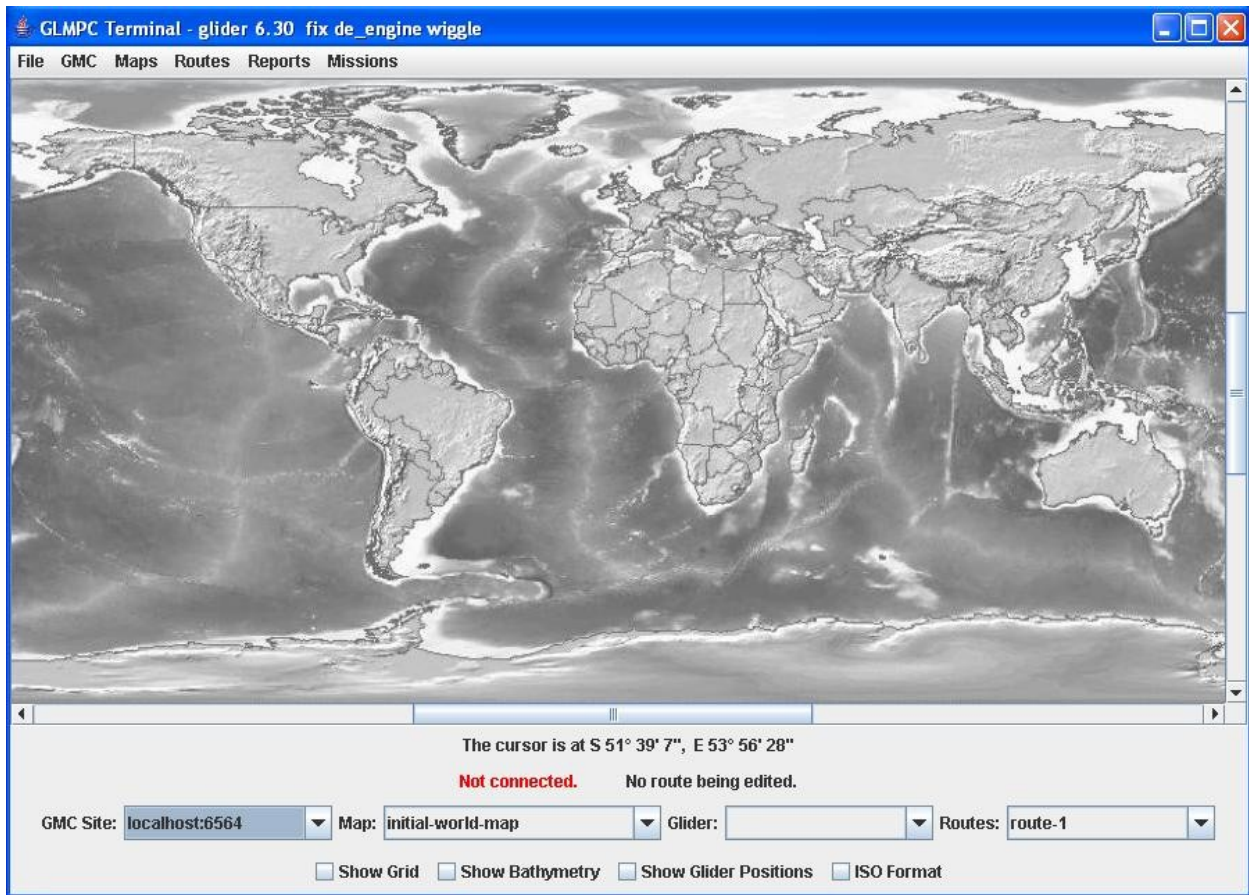 GLMPC Terminal - glider 6.30 fix de_engine wiggle
File GMC Maps Routes Reports Missions
The cursor is at S 51° 39' 7", E 53° 56' 28"
Not connected. No route being edited.
GMC Site: localhost:6564 Map: initial-world-map Glider: Routes: route-1
Show Grid Show Bathymetry Show Glider Positions ISO Format